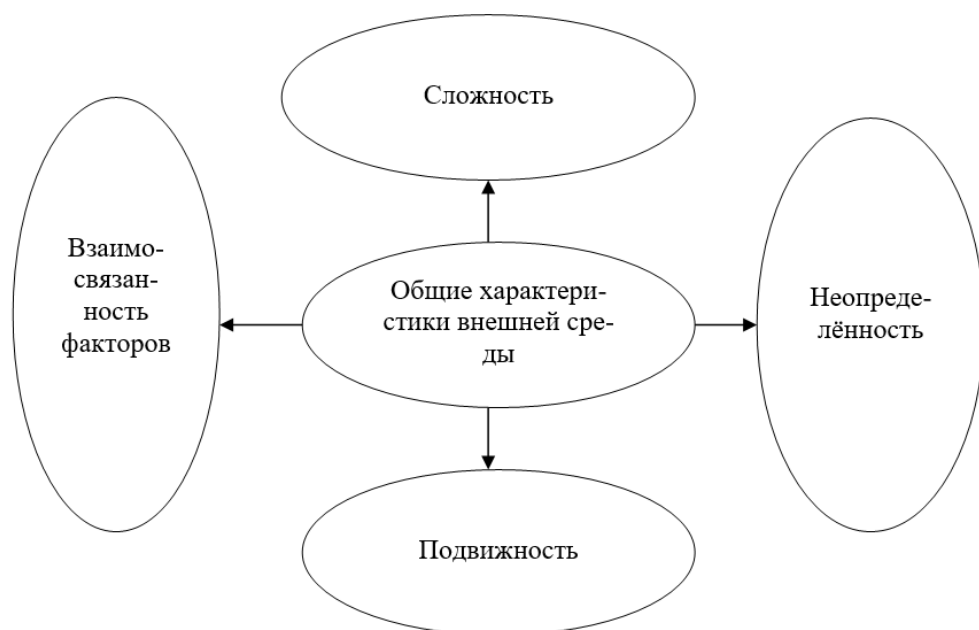 Сложность
Взаимо-
связан-
ность
факторов
Общие характери-
стики внешней сре-
ды
Неопреде-
лённость
Подвижность